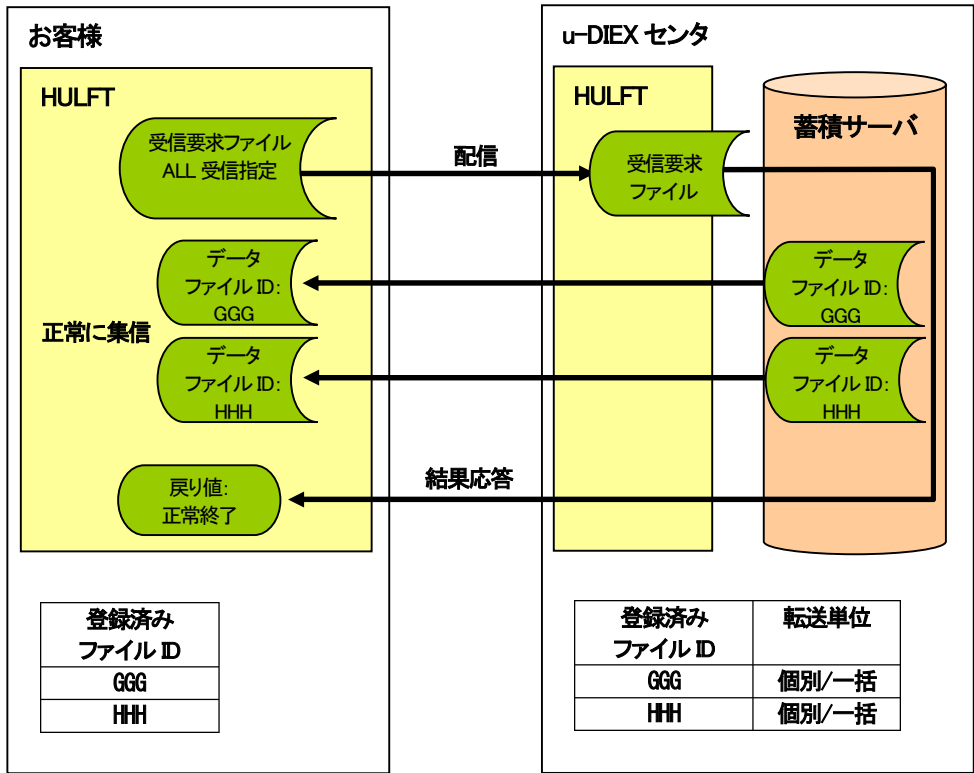 お客様
HULFT
受信要求ファイル
ALL 受信指定
データ
ファイル ID:
GGG
正常に集信
データ
ファイル ID:
HHH
戻り値:
正常終了
登録済み
ファイル ID
GGG
HHH
配信
結果応答
u-DIEX センタ
HULFT
受信要求
ファイル
蓄積サーバ
データ
ファイル ID:
GGG
データ
ファイル ID:
HHH
登録済み
ファイル ID
転送単位
GGG 個別/一括
HHH 個別/一括